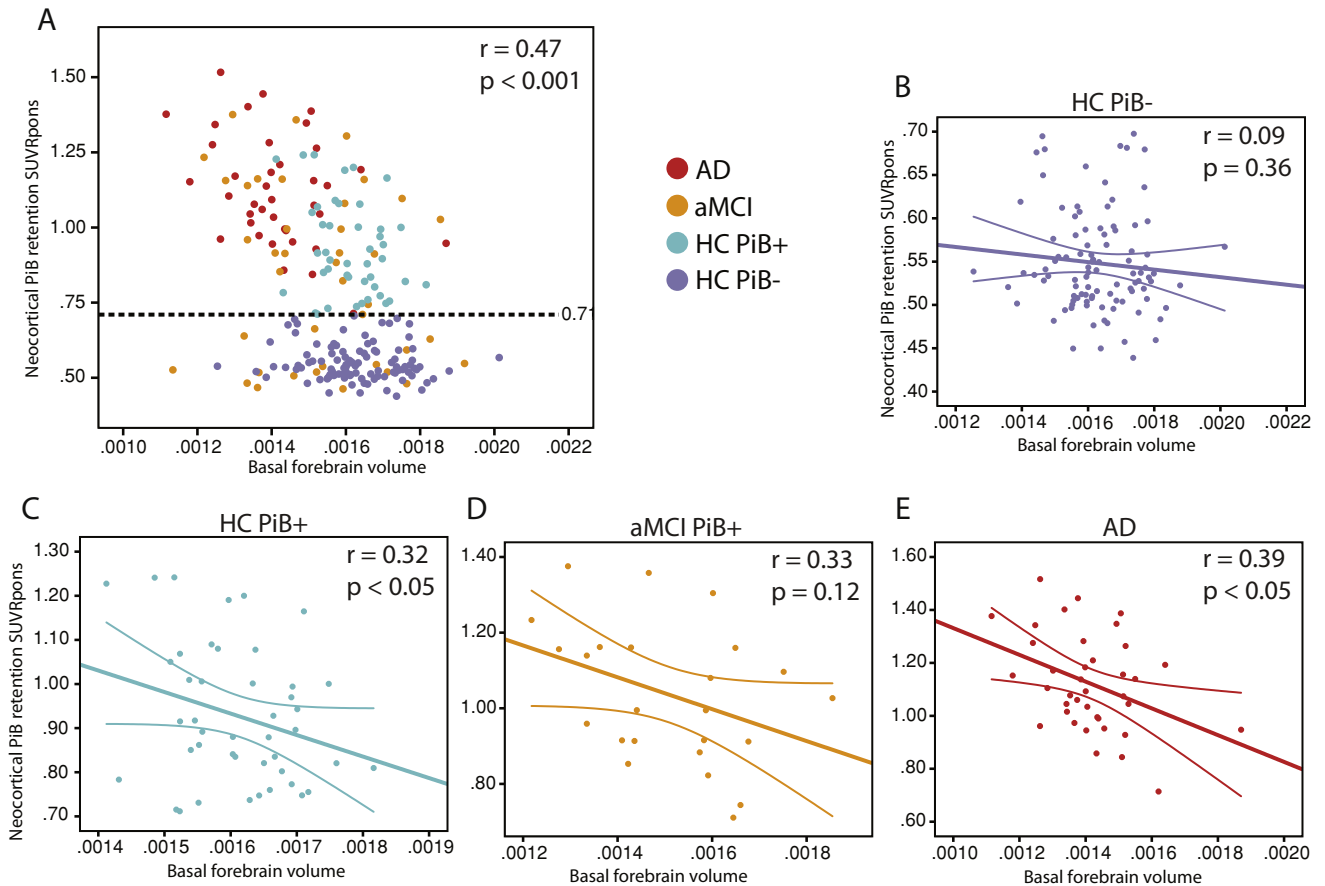 A
r = 0.47
p < 0.001
Neocortical PiB retention SUVRpons
1.50
1.25
1.00
.75
.50
0.71
.0010 .0012 .0014 .0016 .0018 .0020 .0022
Basal forebrain volume
AD
aMCI
HC PiB+
HC PiB-
B
HC PiB-
r = 0.09
p = 0.36
Neocortical PiB retention SUVRpons
.70
.65
.60
.55
.50
.45
.40
.0012 .0014 .0016 .0018 .0020 .0022
Basal forebrain volume
C
HC PiB+
r = 0.32
p < 0.05
Neocortical PiB retention SUVRpons
1.30
1.20
1.10
1.00
.90
.80
.70
.0014 .0015 .0016 .0017 .0018 .0019
Basal forebrain volume
D
aMCI PiB+
r = 0.33
p = 0.12
1.40
1.20
1.00
.80
.0012 .0014 .0016 .0018
Basal forebrain volume
E
AD
r = 0.39
p < 0.05
1.60
1.40
1.20
1.00
.80
.60
.0010 .0012 .0014 .0016 .0018 .0020
Basal forebrain volume